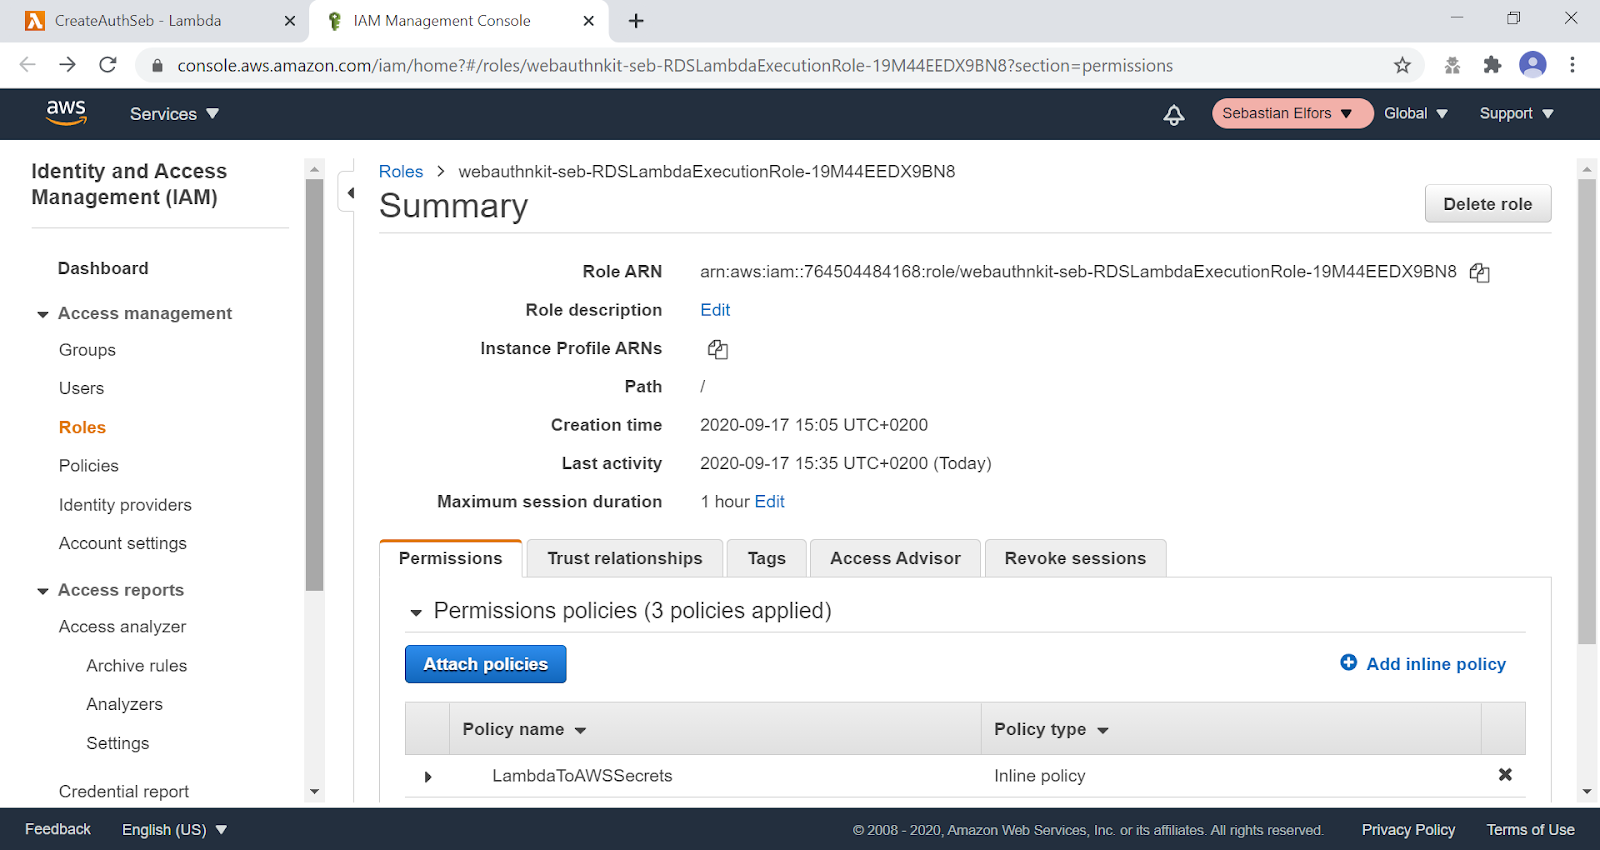 CreateAuthSeb - Lambda
IAM Management Console
console.aws.amazon.com/iam/home?#/roles/webauthnkit-seb-RDSLambdaExecutionRole-19M44EEDX9BN8?section=permissions
aws
Services
Sebastian Elfors
Global
Support
Identity and Access
Management (IAM)
Dashboard
Access management
Groups
Users
Roles
Policies
Identity providers
Account settings
Access reports
Access analyzer
Archive rules
Analyzers
Settings
Credential report
Roles > webauthnkit-seb-RDSLambdaExecutionRole-19M44EEDX9BN8
Summary
Delete role
Role ARN arn:aws:iam::764504484168:role/webauthnkit-seb-RDSLambdaExecutionRole-19M44EEDX9BN8
Role description Edit
Instance Profile ARNs
Path /
Creation time 2020-09-17 15:05 UTC+0200
Last activity 2020-09-17 15:35 UTC+0200 (Today)
Maximum session duration 1 hour Edit
Permissions Trust relationships Tags Access Advisor Revoke sessions
Permissions policies (3 policies applied)
Attach policies
Add inline policy
Policy name Policy type
LambdaToAWSSecrets Inline policy
Feedback English (US) © 2008 - 2020, Amazon Web Services, Inc. or its affiliates. All rights reserved. Privacy Policy Terms of Use